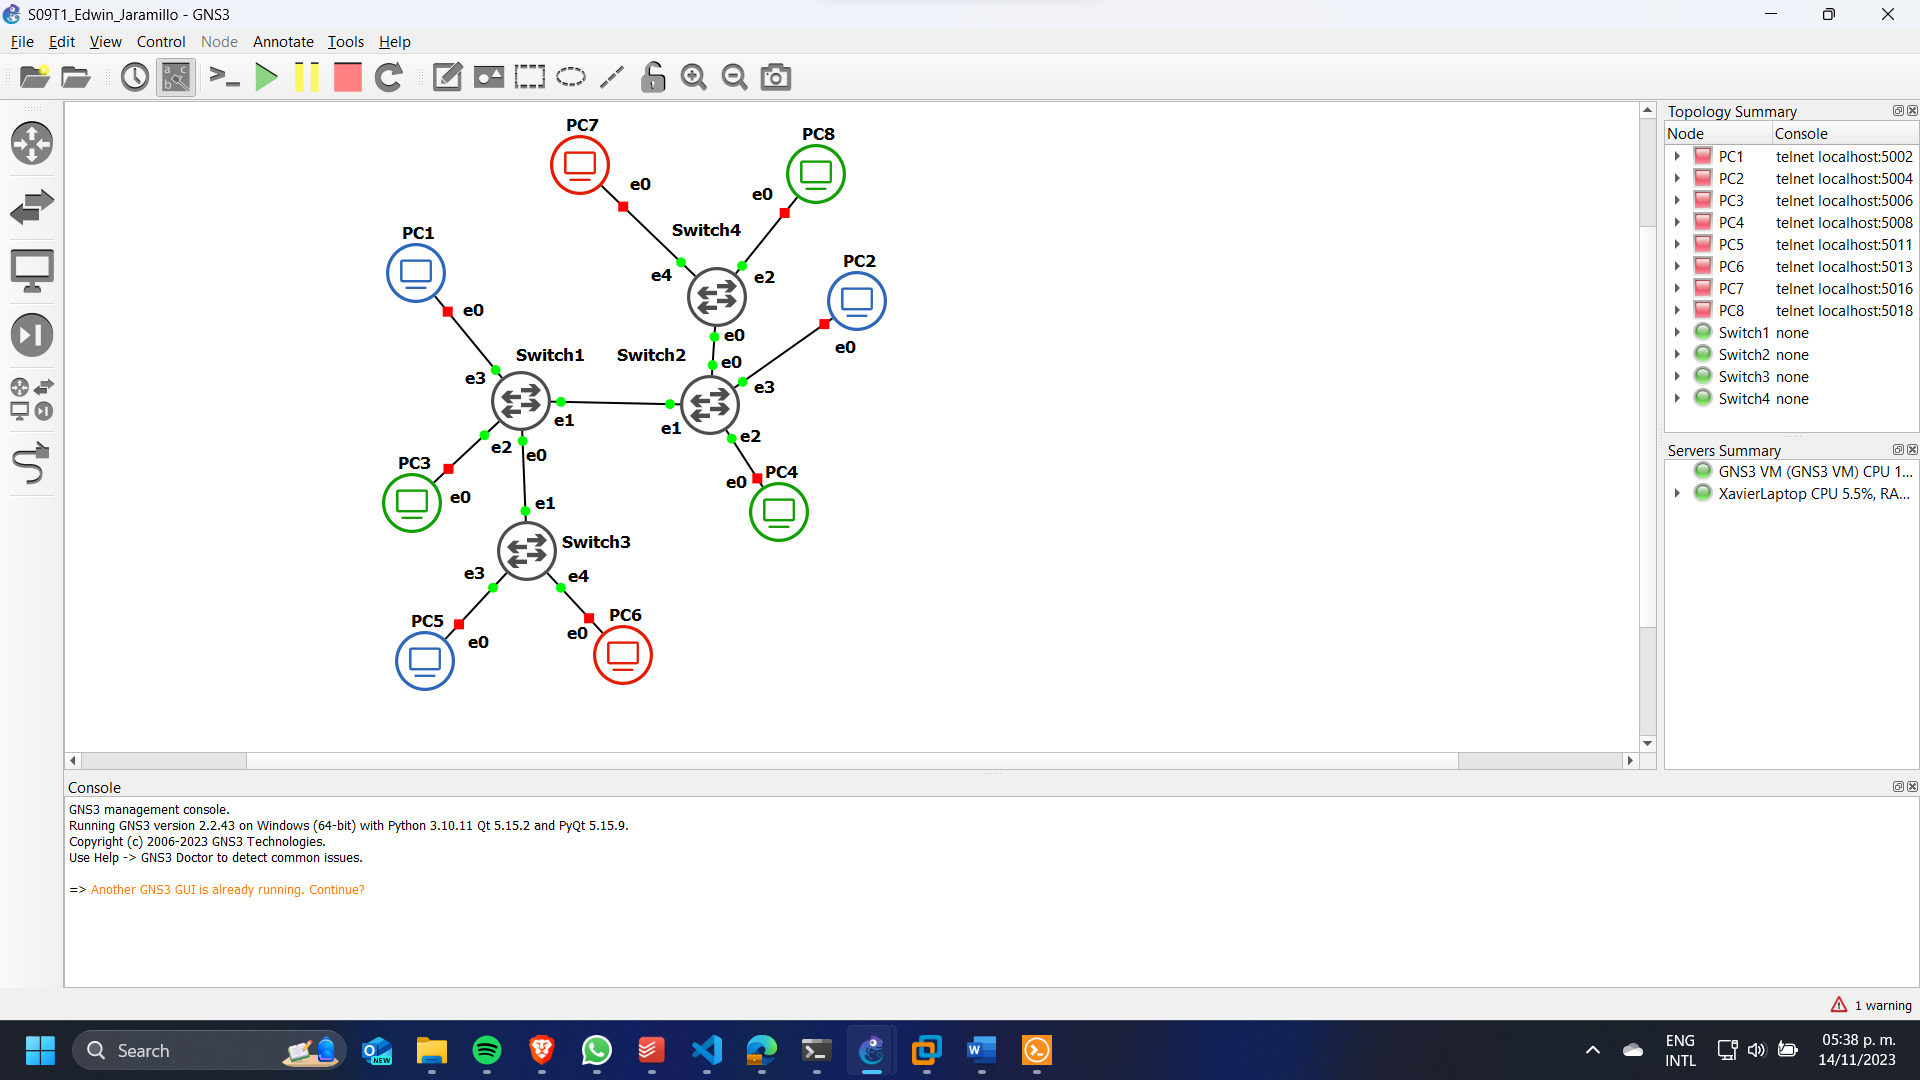 S09T1_Edwin_Jaramillo - GNS3
File Edit View Control Node Annotate Tools Help
PC7
PC8
e0
e0
Switch4
PC1
e4
e2
PC2
e0
e0
e0
e0
Switch1
Switch2
e3
e3
e1
e1
e2
e2
e0
PC3
PC4
e0
e0
e1
Switch3
e3
e4
PC5
PC6
e0
e0
Topology Summary
Node Console
PC1 telnet localhost:5002
PC2 telnet localhost:5004
PC3 telnet localhost:5006
PC4 telnet localhost:5008
PC5 telnet localhost:5011
PC6 telnet localhost:5013
PC7 telnet localhost:5016
PC8 telnet localhost:5018
Switch1 none
Switch2 none
Switch3 none
Switch4 none
Servers Summary
GNS3 VM (GNS3 VM) CPU 1...
XavierLaptop CPU 5.5%, RA...
Console
GNS3 management console.
Running GNS3 version 2.2.43 on Windows (64-bit) with Python 3.10.11 Qt 5.15.2 and PyQt 5.15.9.
Copyright (c) 2006-2023 GNS3 Technologies.
Use Help -> GNS3 Doctor to detect common issues.
=> Another GNS3 GUI is already running. Continue?
1 warning
Search
NEW
ENG
INTL
05:38 p. m.
14/11/2023